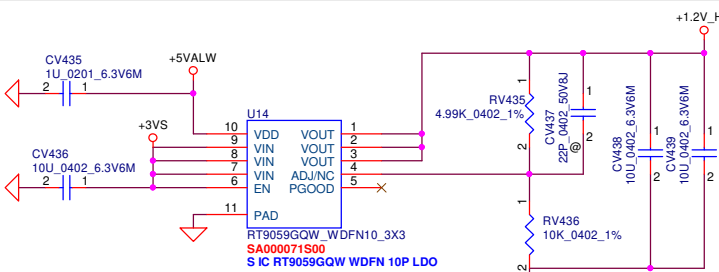 +1.2V_H
CV435
1U_0201_6.3V6M
2
1
+5VALW
+3VS
CV436
10U_0402_6.3V6M
2
1
U14
10
VDD
VOUT
1
9
VIN
VOUT
2
8
VIN
VOUT
3
7
VIN
ADJ/NC
4
6
EN
PGOOD
5
11
PAD
RT9059GQW_WDFN10_3X3
SA000071S00
S IC RT9059GQW WDFN 10P LDO
1
RV435
4.99K_0402_1%
2
1
CV437
22P_0402_50V8J
@
2
1
RV436
10K_0402_1%
2
1
CV438
10U_0402_6.3V6M
2
1
CV439
10U_0402_6.3V6M
2